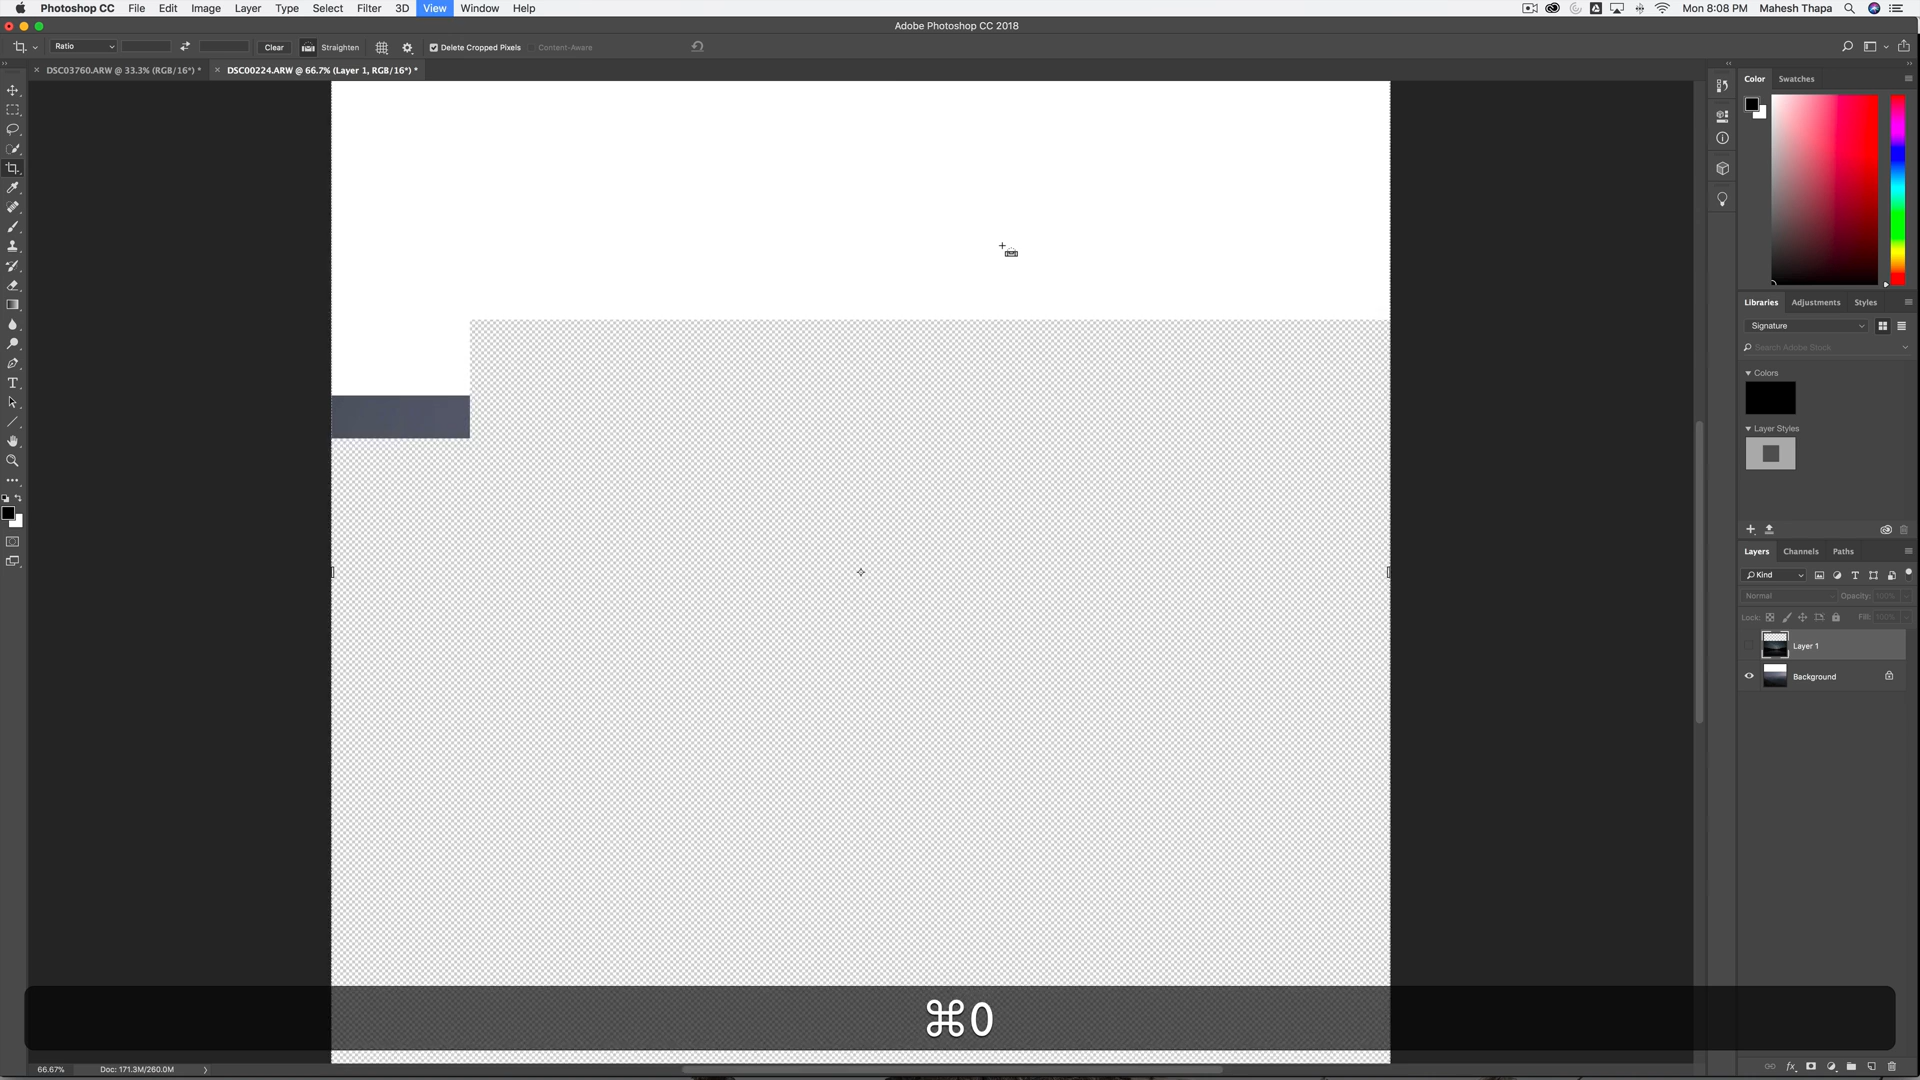 Photoshop CC File Edit Image Layer Type Select Filter 3D View Window Help Mon 8:08 PM Mahesh Thapa
Adobe Photoshop CC 2018
Ratio Clear Straighten Delete Cropped Pixels Content-Aware
DSC03760.ARW @ 33.3% (RGB/16*) * DSC00224.ARW @ 66.7% (Layer 1, RGB/16*) *
Color Swatches
Libraries Adjustments Styles
Signature
Search Adobe Stock
Colors
Layer Styles
Layers Channels Paths
Kind
Normal Opacity: 100%
Lock: Fill: 100%
Layer 1
Background
⌘0
66.67% Doc: 171.3M/260.0M